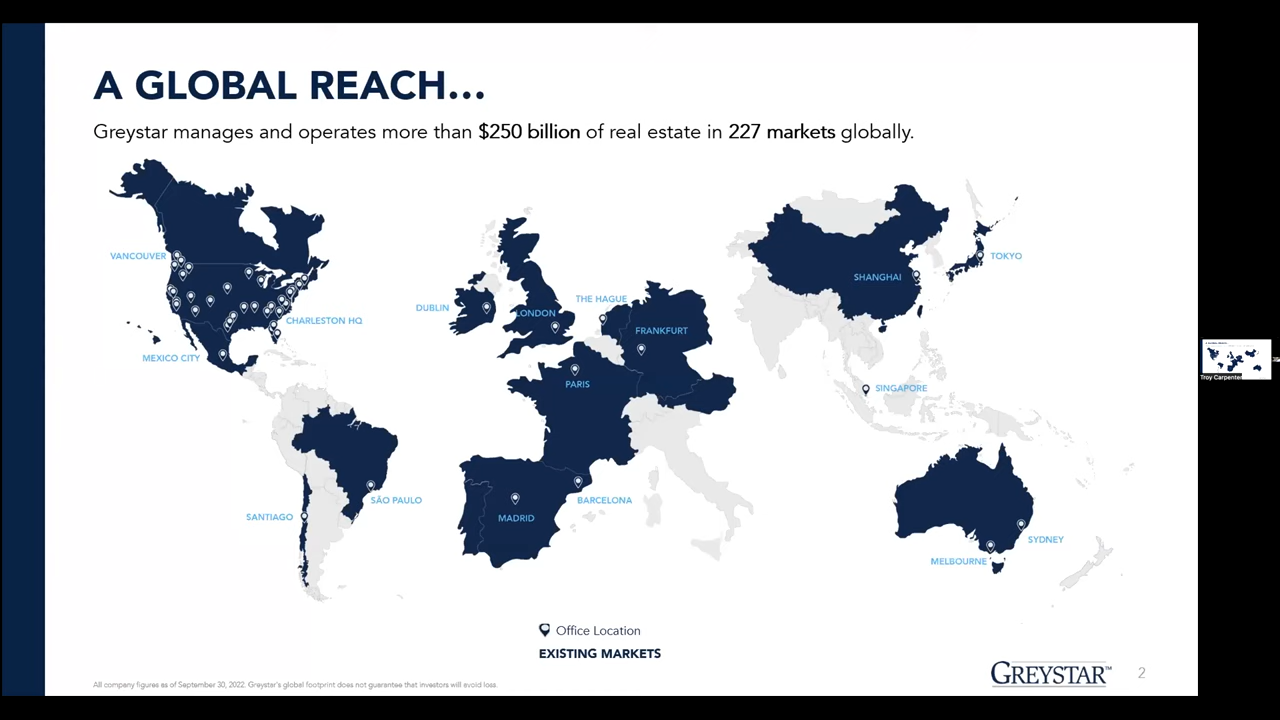 A GLOBAL REACH...
Greystar manages and operates more than $250 billion of real estate in 227 markets globally.
VANCOUVER
CHARLESTON HQ
MEXICO CITY
SÃO PAULO
SANTIAGO
DUBLIN
LONDON
THE HAGUE
FRANKFURT
PARIS
BARCELONA
MADRID
SHANGHAI
TOKYO
SINGAPORE
SYDNEY
MELBOURNE
Office Location
EXISTING MARKETS
All company figures as of September 30, 2022. Greystar's global footprint does not guarantee that investors will avoid loss.
GREYSTAR™
2
Troy Carpenter